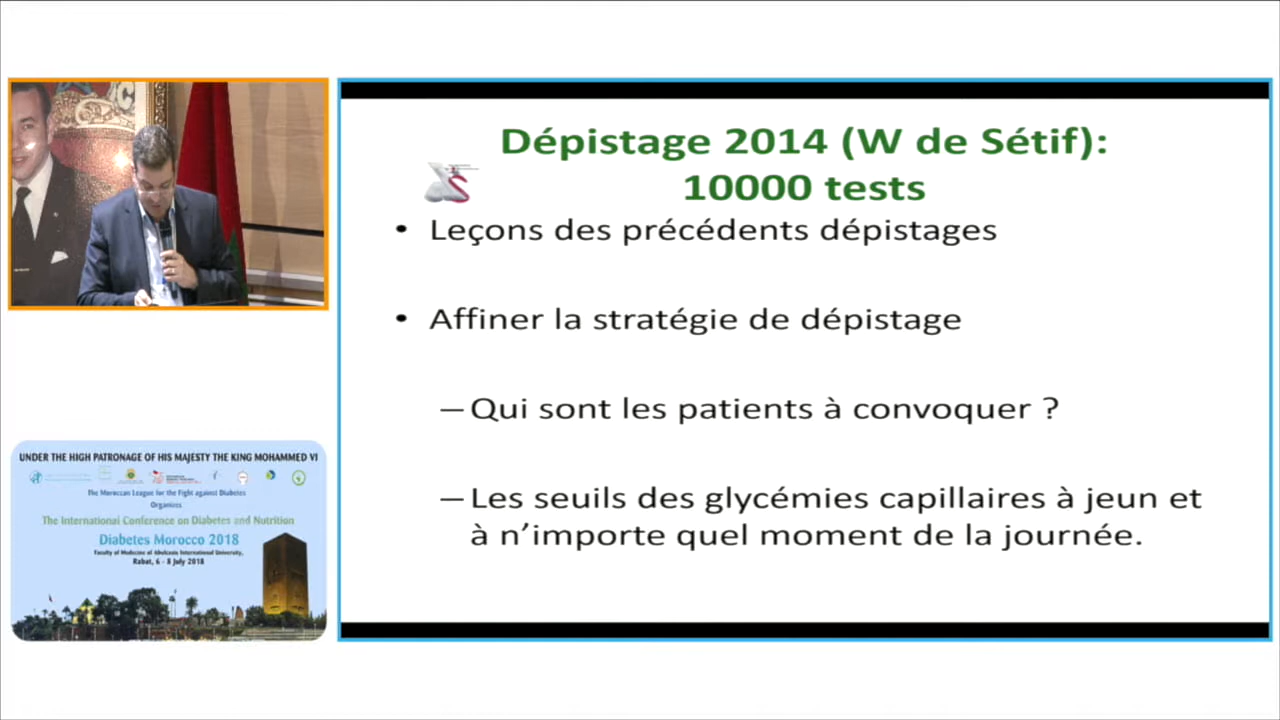 Dépistage 2014 (W de Sétif):
10000 tests
• Leçons des précédents dépistages
• Affiner la stratégie de dépistage
– Qui sont les patients à convoquer ?
– Les seuils des glycémies capillaires à jeun et
à n’importe quel moment de la journée.
UNDER THE HIGH PATRONAGE OF HIS MAJESTY THE KING MOHAMMED VI
The Moroccan League for the Fight against Diabetes
Organizes
The International Conference on Diabetes and Nutrition
Diabetes Morocco 2018
Faculty of Medicine of Abulcasis International University,
Rabat, 6 - 8 July 2018